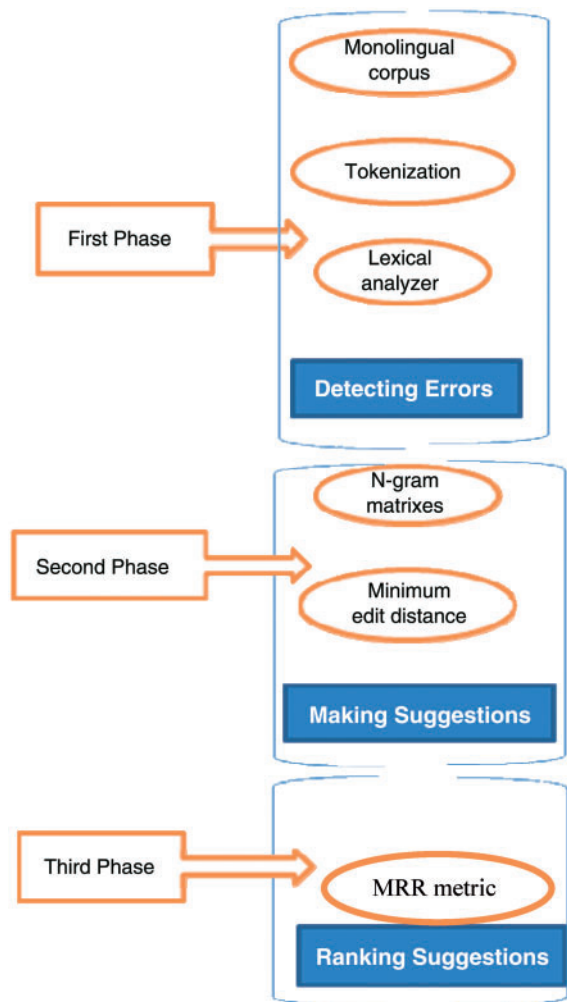 Monolingual
corpus
Tokenization
First Phase
Lexical
analyzer
Detecting Errors
N-gram
matrixes
Second Phase
Minimum
edit distance
Making Suggestions
Third Phase
MRR metric
Ranking Suggestions